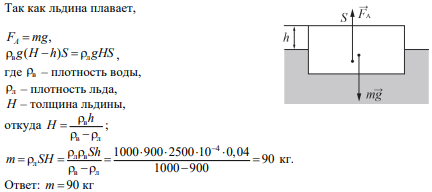 Так как льдина плавает,
F_A = mg,
ρ_в g(H − h)S = ρ_л gHS ,
где ρ_в – плотность воды,
ρ_л – плотность льда,
H – толщина льдины,
откуда H = ρ_в h / (ρ_в − ρ_л) ;
m = ρ_л SH = ρ_л ρ_в Sh / (ρ_в − ρ_л) = 1000·900·2500·10⁻⁴·0,04 / (1000−900) = 90 кг.
Ответ: m = 90 кг
S F⃗_A
h
mg⃗